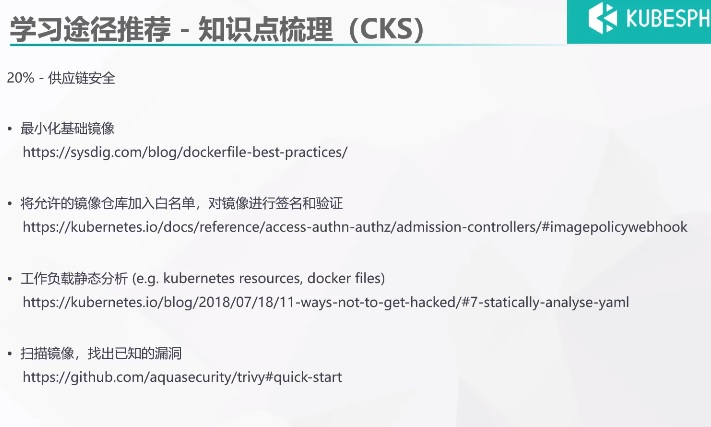 学习途径推荐 - 知识点梳理（CKS）
KUBESPH
20% - 供应链安全
• 最小化基础镜像
https://sysdig.com/blog/dockerfile-best-practices/
• 将允许的镜像仓库加入白名单，对镜像进行签名和验证
https://kubernetes.io/docs/reference/access-authn-authz/admission-controllers/#imagepolicywebhook
• 工作负载静态分析 (e.g. kubernetes resources, docker files)
https://kubernetes.io/blog/2018/07/18/11-ways-not-to-get-hacked/#7-statically-analyse-yaml
• 扫描镜像，找出已知的漏洞
https://github.com/aquasecurity/trivy#quick-start